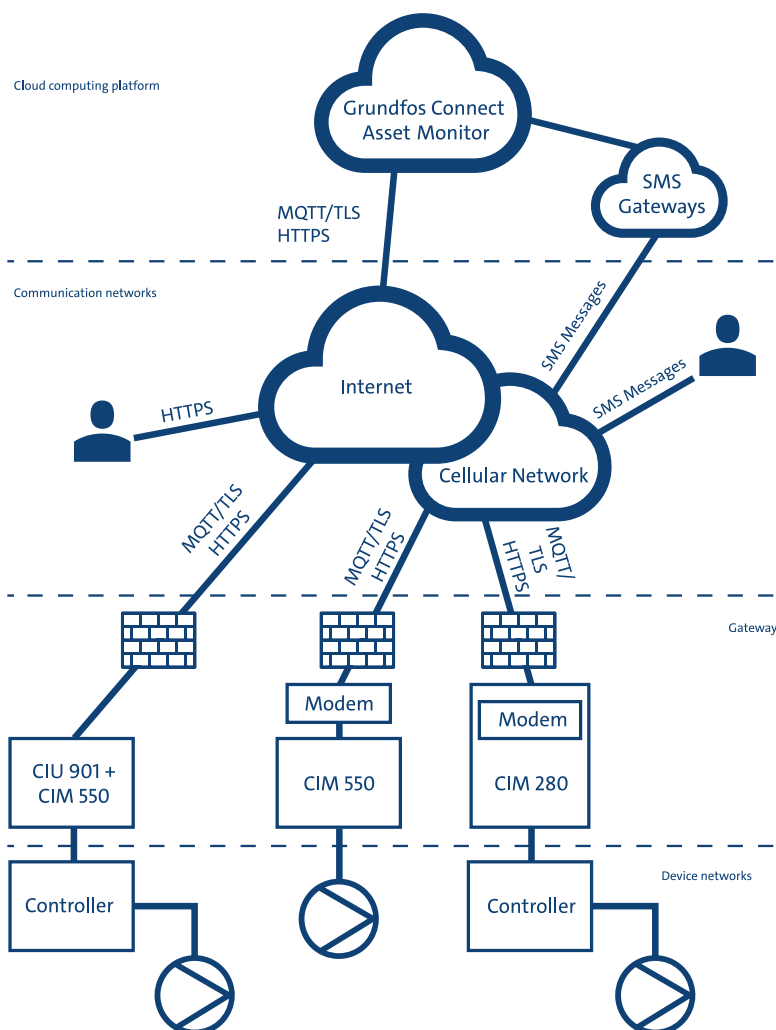 Cloud computing platform
Grundfos Connect
Asset Monitor
SMS
Gateways
MQTT/TLS
HTTPS
Communication networks
SMS Messages
Internet
SMS Messages
HTTPS
Cellular Network
MQTT/TLS
HTTPS
MQTT/TLS
HTTPS
MQTT/
TLS
HTTPS
Gateway
Modem
Modem
CIU 901 +
CIM 550
CIM 550
CIM 280
Device networks
Controller
Controller